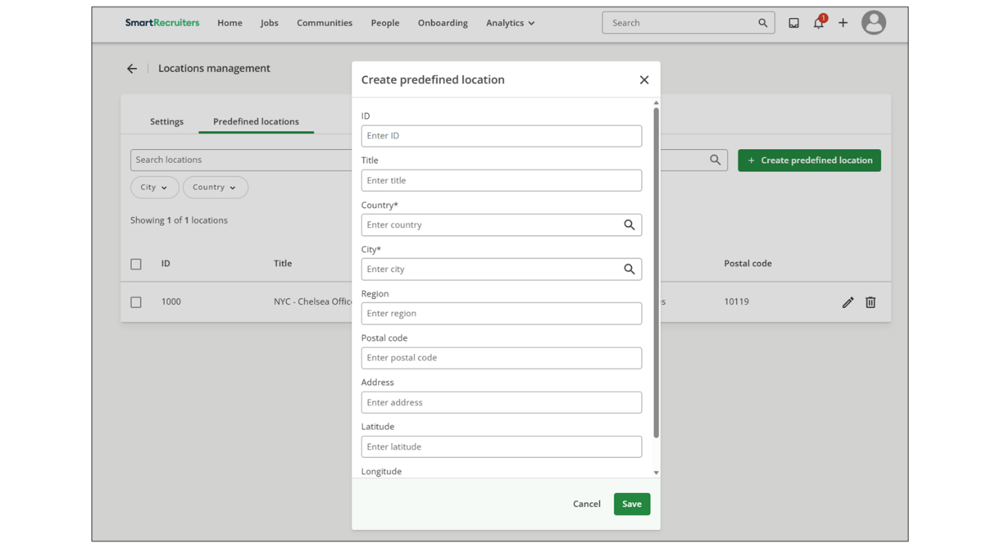 SmartRecruiters Home Jobs Communities People Onboarding Analytics Search 1
Locations management
Create predefined location
Settings Predefined locations
Search locations
Create predefined location
City Country
Showing 1 of 1 locations
ID Title Postal code
1000 NYC - Chelsea Offic s 10119
ID
Enter ID
Title
Enter title
Country*
Enter country
City*
Enter city
Region
Enter region
Postal code
Enter postal code
Address
Enter address
Latitude
Enter latitude
Longitude
Cancel Save